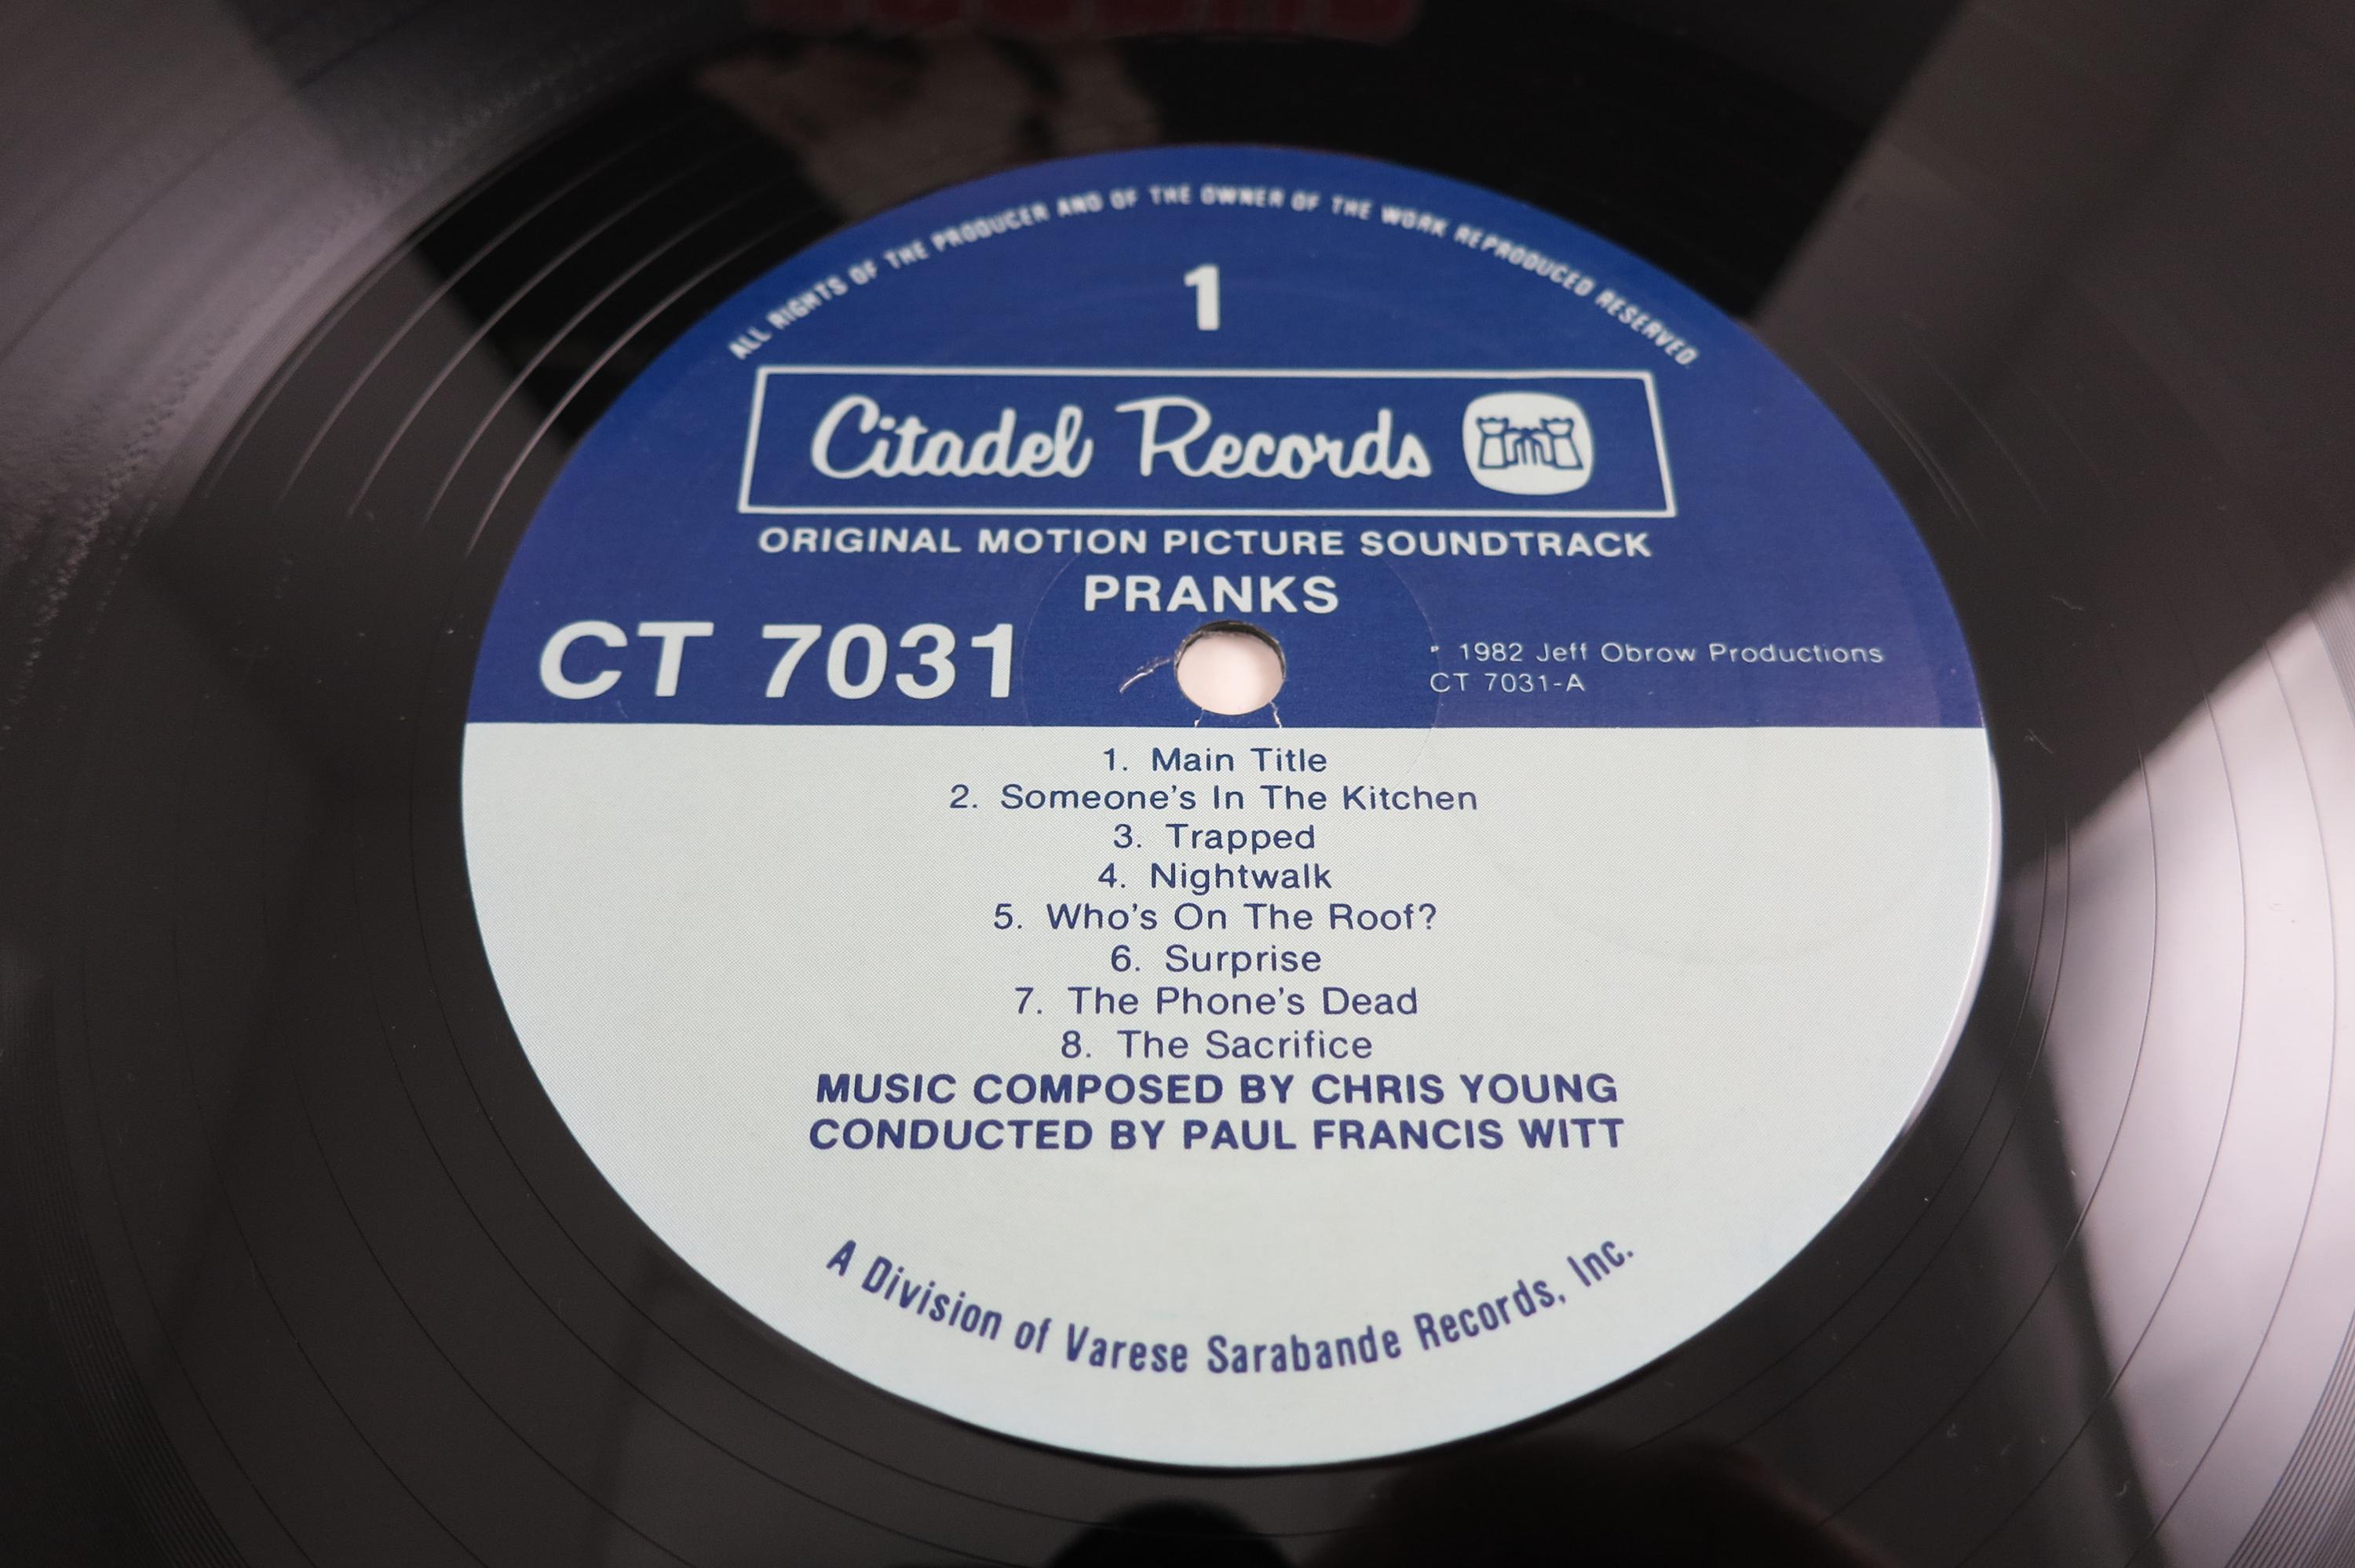 ALL RIGHTS OF THE PRODUCER AND OF THE OWNER OF THE WORK REPRODUCED RESERVED.
1
Citadel Records
ORIGINAL MOTION PICTURE SOUNDTRACK
PRANKS
CT 7031
℗ 1982 Jeff Obrow Productions
CT 7031-A
1. Main Title
2. Someone's In The Kitchen
3. Trapped
4. Nightwalk
5. Who's On The Roof?
6. Surprise
7. The Phone's Dead
8. The Sacrifice
MUSIC COMPOSED BY CHRIS YOUNG
CONDUCTED BY PAUL FRANCIS WITT
A Division of Varese Sarabande Records, Inc.